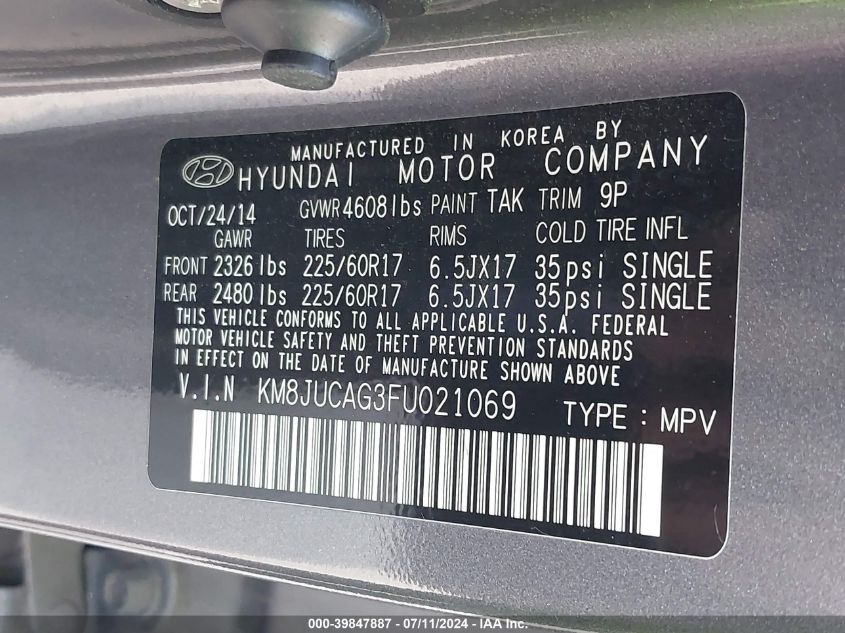 MANUFACTURED IN KOREA BY
HYUNDAI MOTOR COMPANY
OCT/24/14 GVWR 4608 lbs PAINT TAK TRIM 9P
GAWR TIRES RIMS COLD TIRE INFL
FRONT 2326 lbs 225/60R17 6.5JX17 35psi SINGLE
REAR 2480 lbs 225/60R17 6.5JX17 35psi SINGLE
THIS VEHICLE CONFORMS TO ALL APPLICABLE U.S.A. FEDERAL
MOTOR VEHICLE SAFETY AND THEFT PREVENTION STANDARDS
IN EFFECT ON THE DATE OF MANUFACTURE SHOWN ABOVE
V.I.N KM8JUCAG3FU021069 TYPE : MPV
000-39847887 - 07/11/2024 - IAA Inc.